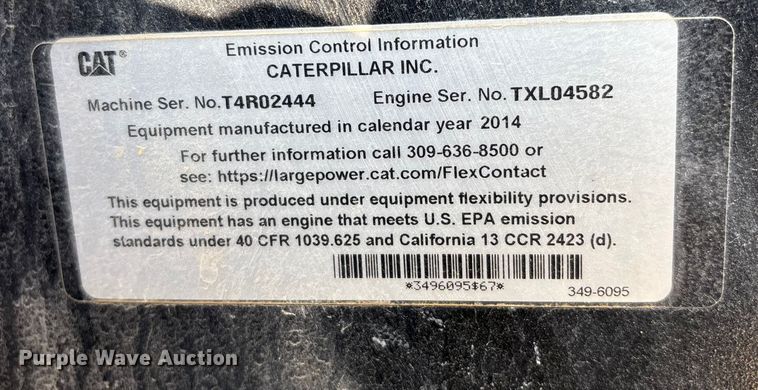 CAT®
Emission Control Information
CATERPILLAR INC.
Machine Ser. No. T4R02444 Engine Ser. No. TXL04582
Equipment manufactured in calendar year 2014
For further information call 309-636-8500 or
see: https://largepower.cat.com/FlexContact
This equipment is produced under equipment flexibility provisions.
This equipment has an engine that meets U.S. EPA emission
standards under 40 CFR 1039.625 and California 13 CCR 2423 (d).
*3496095$67*
349-6095
Purple Wave Auction